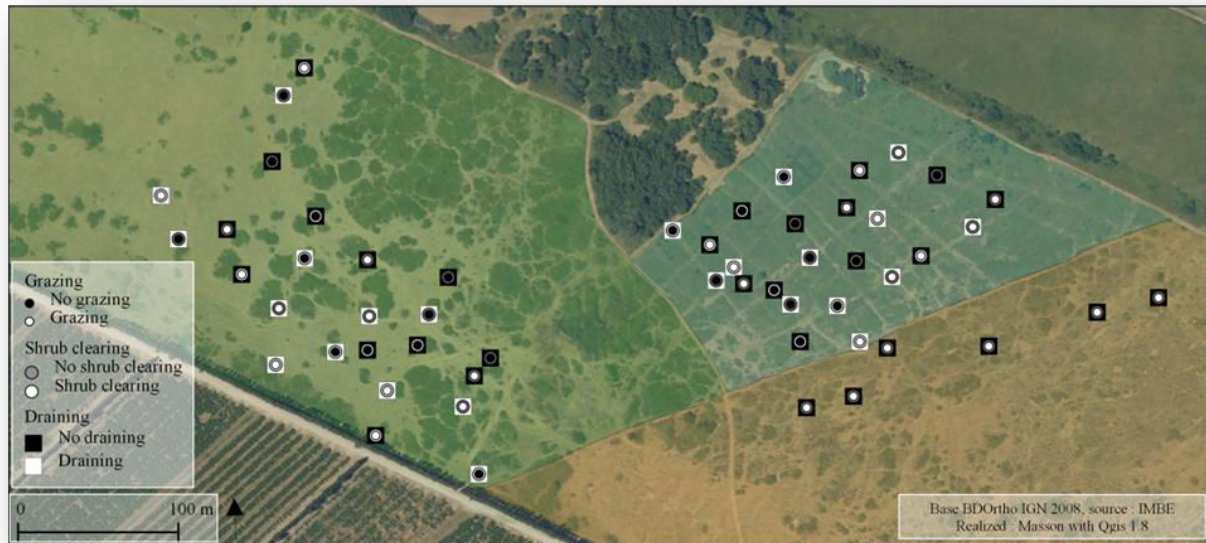 Grazing
No grazing
Grazing
Shrub clearing
No shrub clearing
Shrub clearing
Draining
No draining
Draining
0 100 m
Base BDOrtho IGN 2008, source : IMBE
Realized : Masson with Qgis 1.8